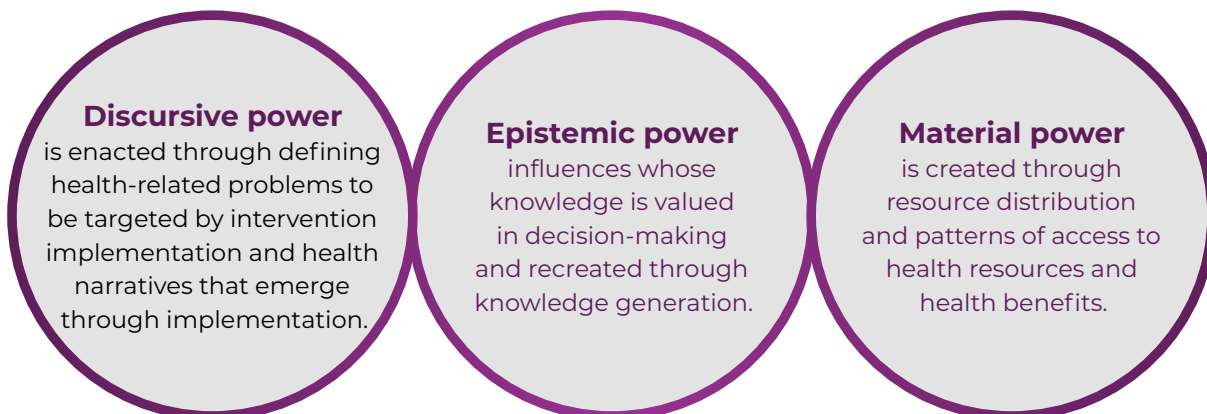 Discursive power
is enacted through defining
health-related problems to
be targeted by intervention
implementation and health
narratives that emerge
through implementation.
Epistemic power
influences whose
knowledge is valued
in decision-making
and recreated through
knowledge generation.
Material power
is created through
resource distribution
and patterns of access to
health resources and
health benefits.